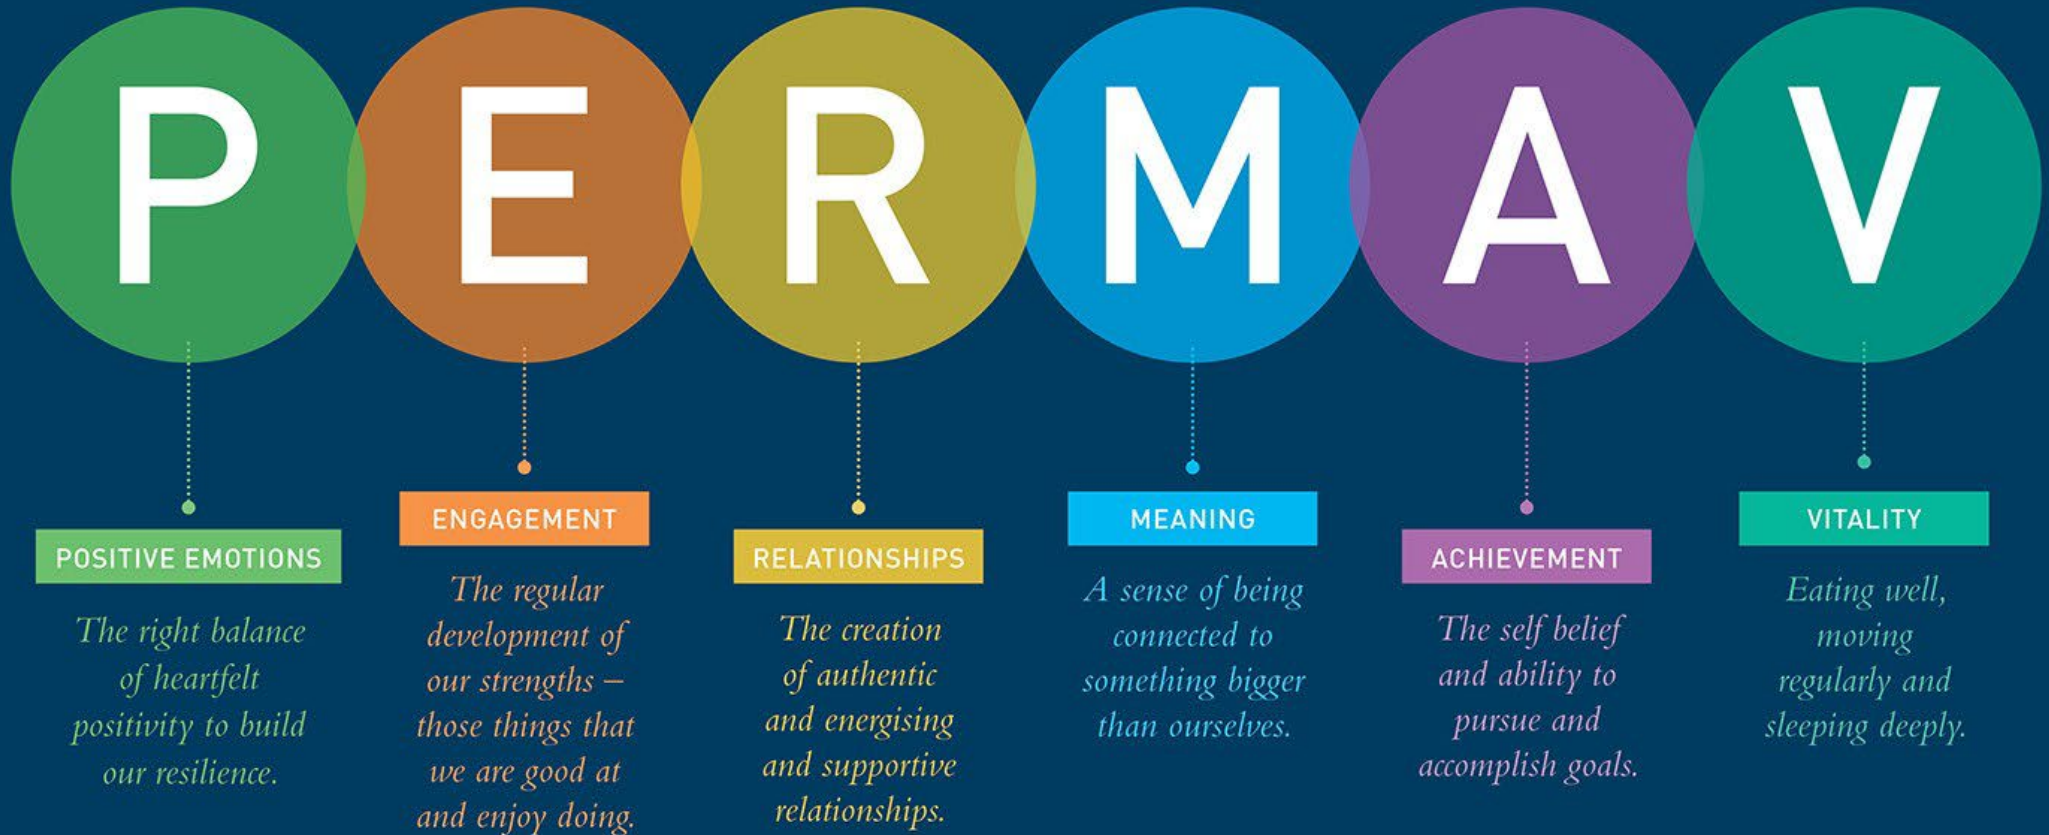 P
E
R
M
A
V
POSITIVE EMOTIONS
The right balance
of heartfelt
positivity to build
our resilience.
ENGAGEMENT
The regular
development of
our strengths –
those things that
we are good at
and enjoy doing.
RELATIONSHIPS
The creation
of authentic
and energising
and supportive
relationships.
MEANING
A sense of being
connected to
something bigger
than ourselves.
ACHIEVEMENT
The self belief
and ability to
pursue and
accomplish goals.
VITALITY
Eating well,
moving
regularly and
sleeping deeply.